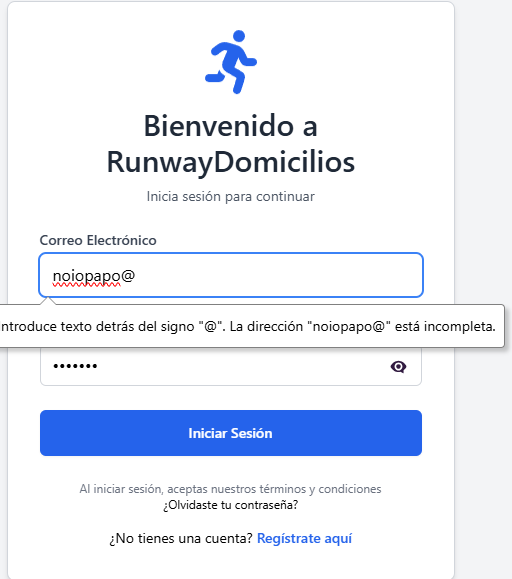 Bienvenido a
RunwayDomicilios
Inicia sesión para continuar
Correo Electrónico
noiopapo@
ntroduce texto detrás del signo "@". La dirección "noiopapo@" está incompleta.
•••••••
Iniciar Sesión
Al iniciar sesión, aceptas nuestros términos y condiciones
¿Olvidaste tu contraseña?
¿No tienes una cuenta? Regístrate aquí